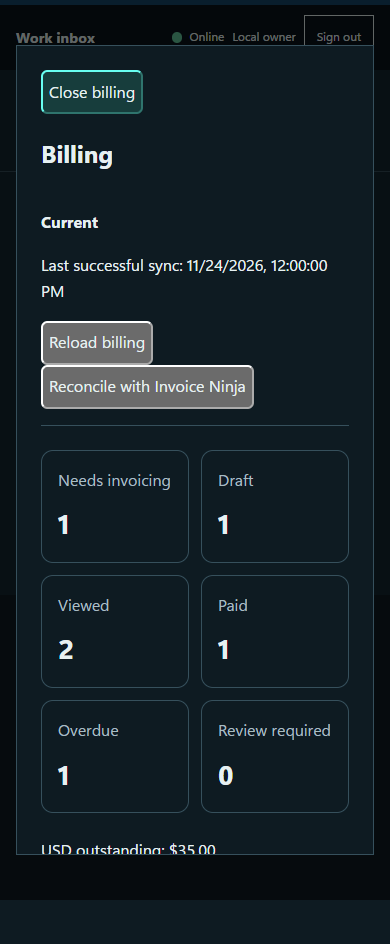 Work inbox
Online Local owner Sign out
Close billing
Billing
Current
Last successful sync: 11/24/2026, 12:00:00
PM
Reload billing
Reconcile with Invoice Ninja
Needs invoicing
1
Draft
1
Viewed
2
Paid
1
Overdue
1
Review required
0
USD outstanding: $35.00